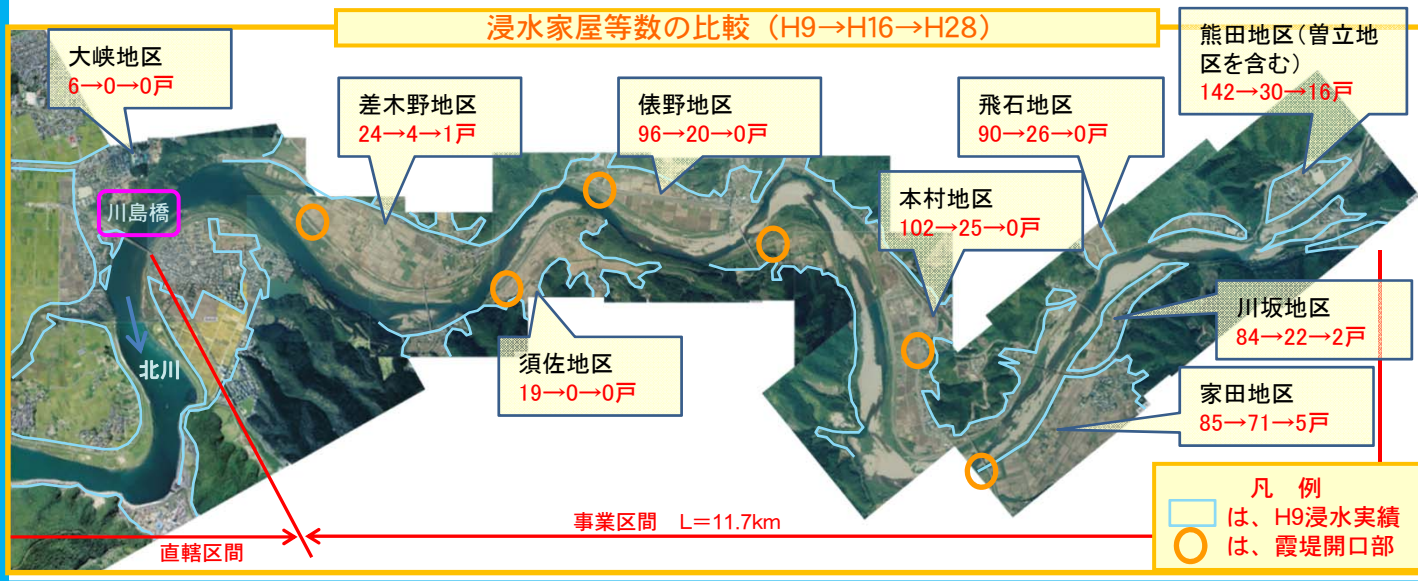 浸水家屋等数の比較（H9→H16→H28）
大峡地区
6→0→0戸
差木野地区
24→4→1戸
俵野地区
96→20→0戸
飛石地区
90→26→0戸
熊田地区（曽立地
区を含む）
142→30→16戸
本村地区
102→25→0戸
川島橋
北川
須佐地区
19→0→0戸
川坂地区
84→22→2戸
家田地区
85→71→5戸
事業区間　L＝11.7km
直轄区間
凡　例
は、H9浸水実績
は、霞堤開口部